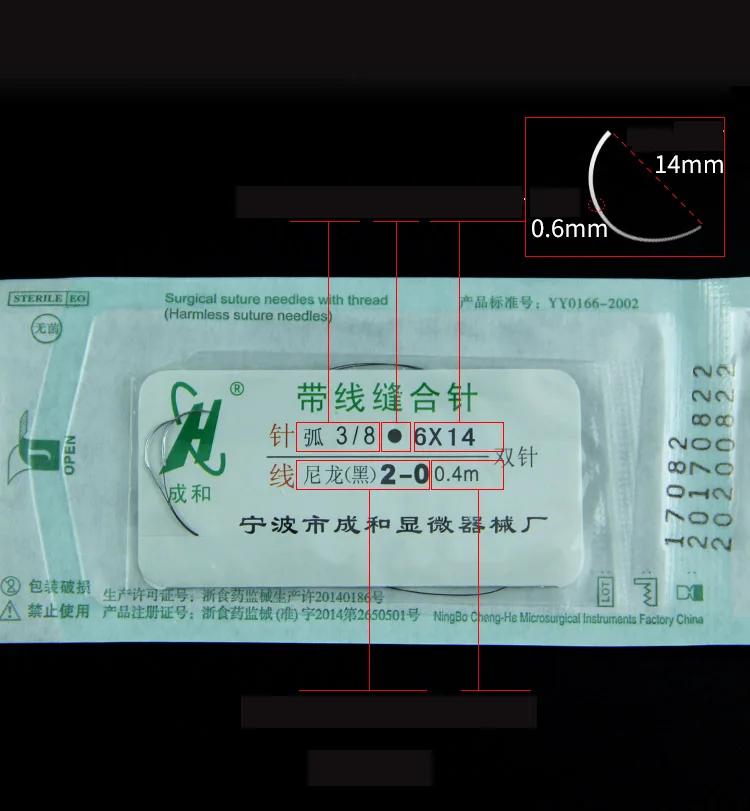 14mm
0.6mm
STERILE EO
Surgical suture needles with thread
(Harmless suture needles)
产品标准号：YY0166-2002
无菌
®
带线缝合针
针 弧 3/8 ● 6X14
线 尼龙(黑) 2-0 0.4m 双针
成和
宁波市成和显微器械厂
OPEN
17082
20170822
20200822
包装破损
禁止使用
生产许可证号：浙食药监械生产许20140186号
产品注册证号：浙食药监械(准)字2014第2650501号
LOT
NingBo Cheng-He Microsurgical Instruments Factory China